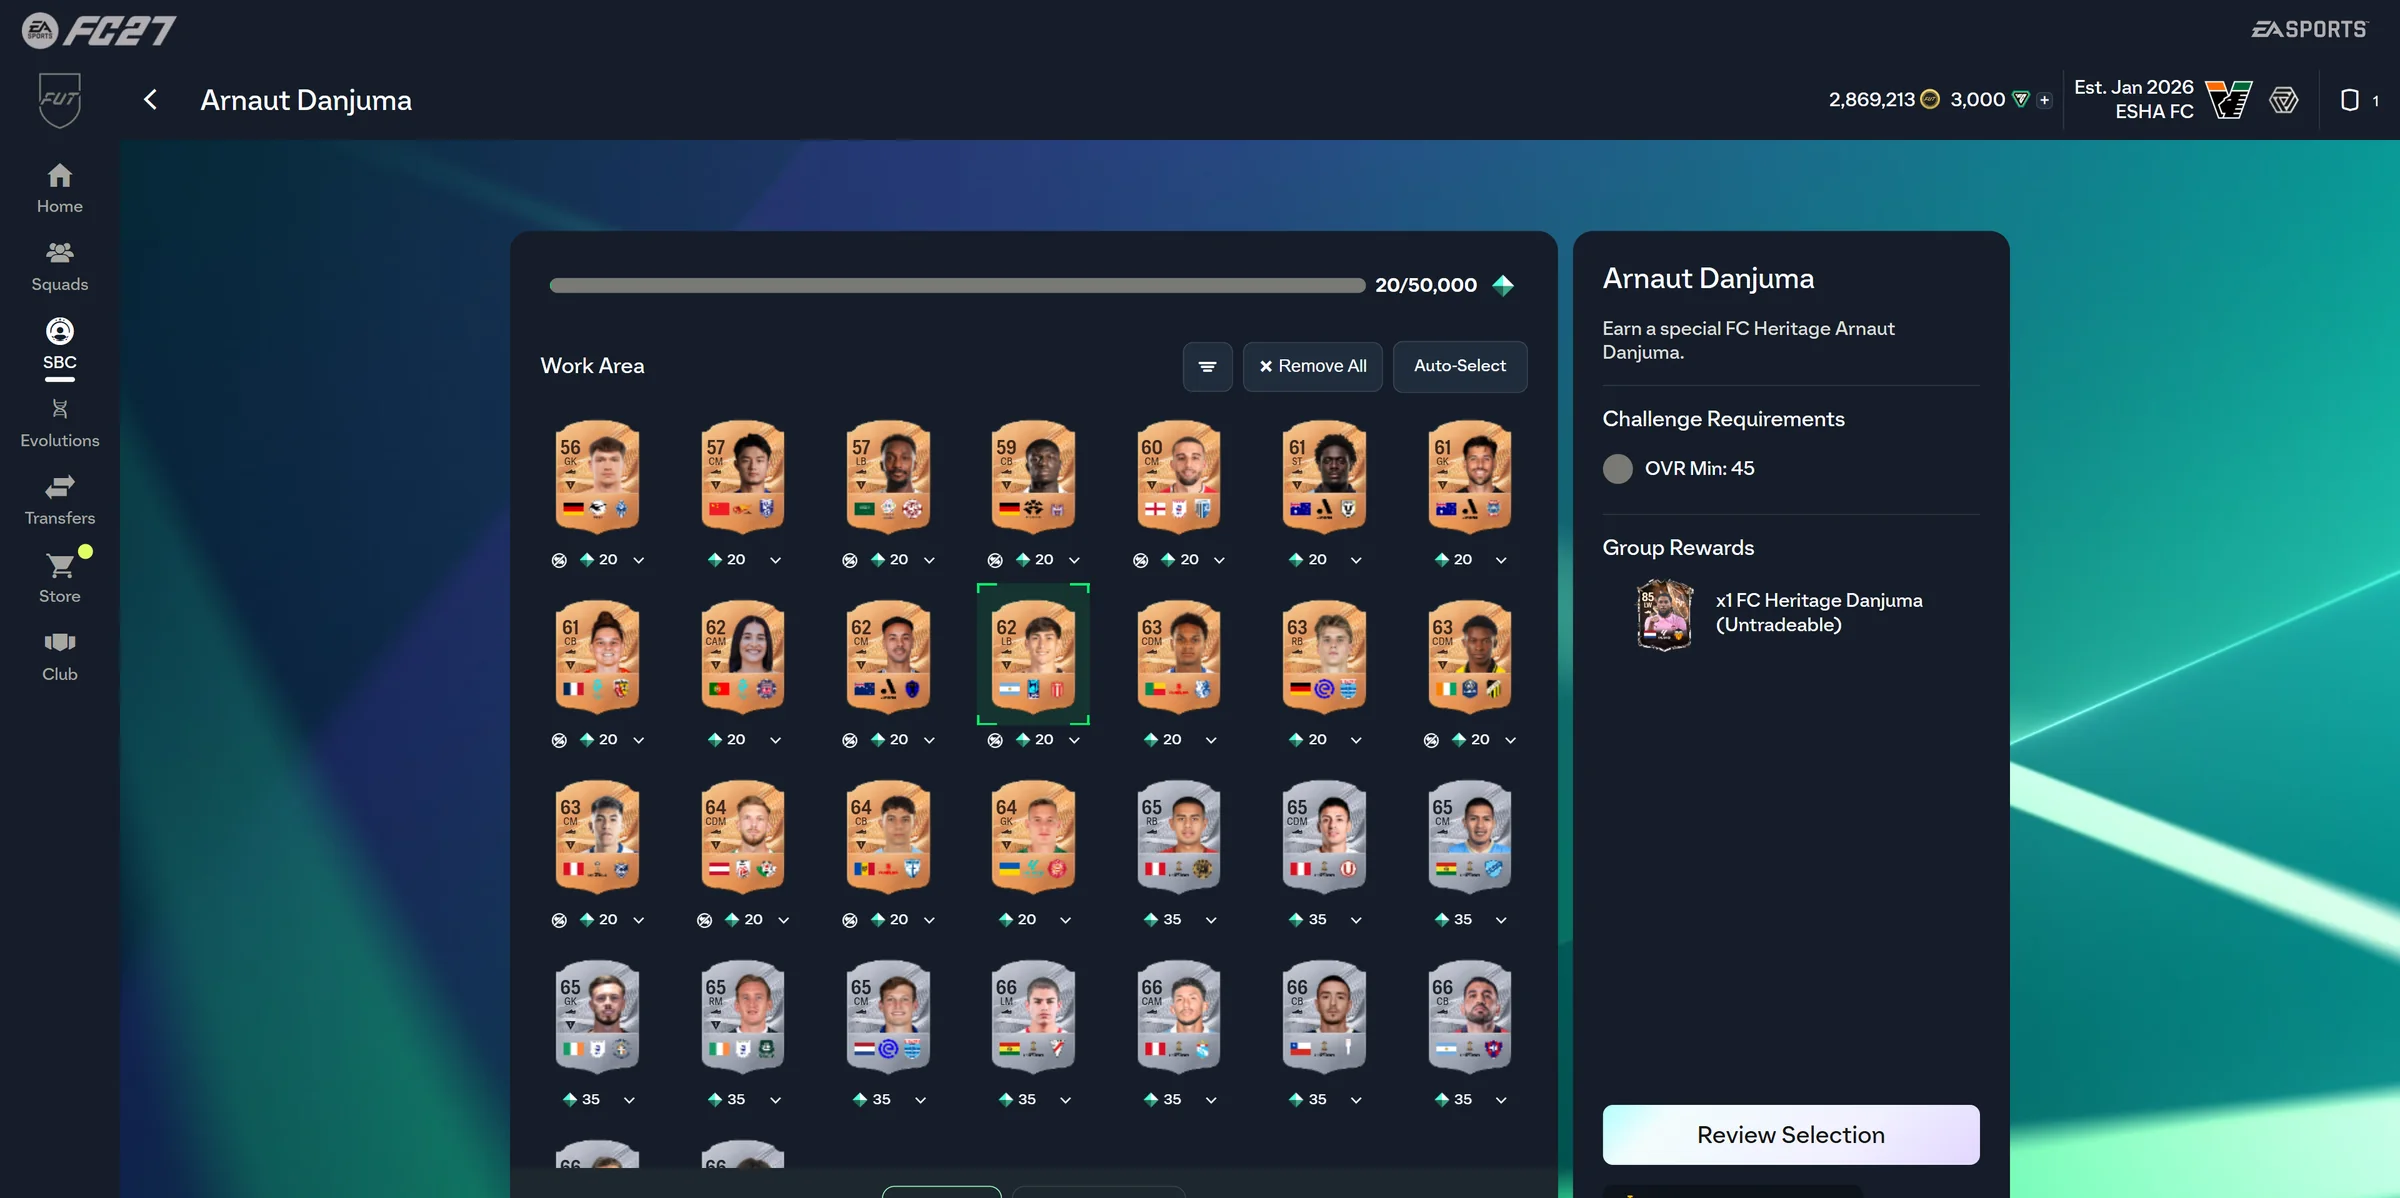 EA SPORTS FC27
EA SPORTS
FUT
Arnaut Danjuma
2,869,213 3,000
Est. Jan 2026
ESHA FC
1
Home
Squads
SBC
Evolutions
Transfers
Store
Club
20/50,000
Work Area
Remove All
Auto-Select
56 GK
57 CM
57 LB
59 CB
60 CM
61 ST
61 GK
20 20 20 20 20 20 20
61 CB
62 CAM
62 CM
62 LB
63 CDM
63 RB
63 CDM
20 20 20 20 20 20 20
63 CM
64 CDM
64 CB
64 GK
65 RB
65 CDM
65 CM
20 20 20 20 35 35 35
65 GK
65 RM
65 CM
66 LM
66 CAM
66 CB
66 CB
35 35 35 35 35 35 35
66 66
Arnaut Danjuma
Earn a special FC Heritage Arnaut
Danjuma.
Challenge Requirements
OVR Min: 45
Group Rewards
85
LW
x1 FC Heritage Danjuma
(Untradeable)
Review Selection